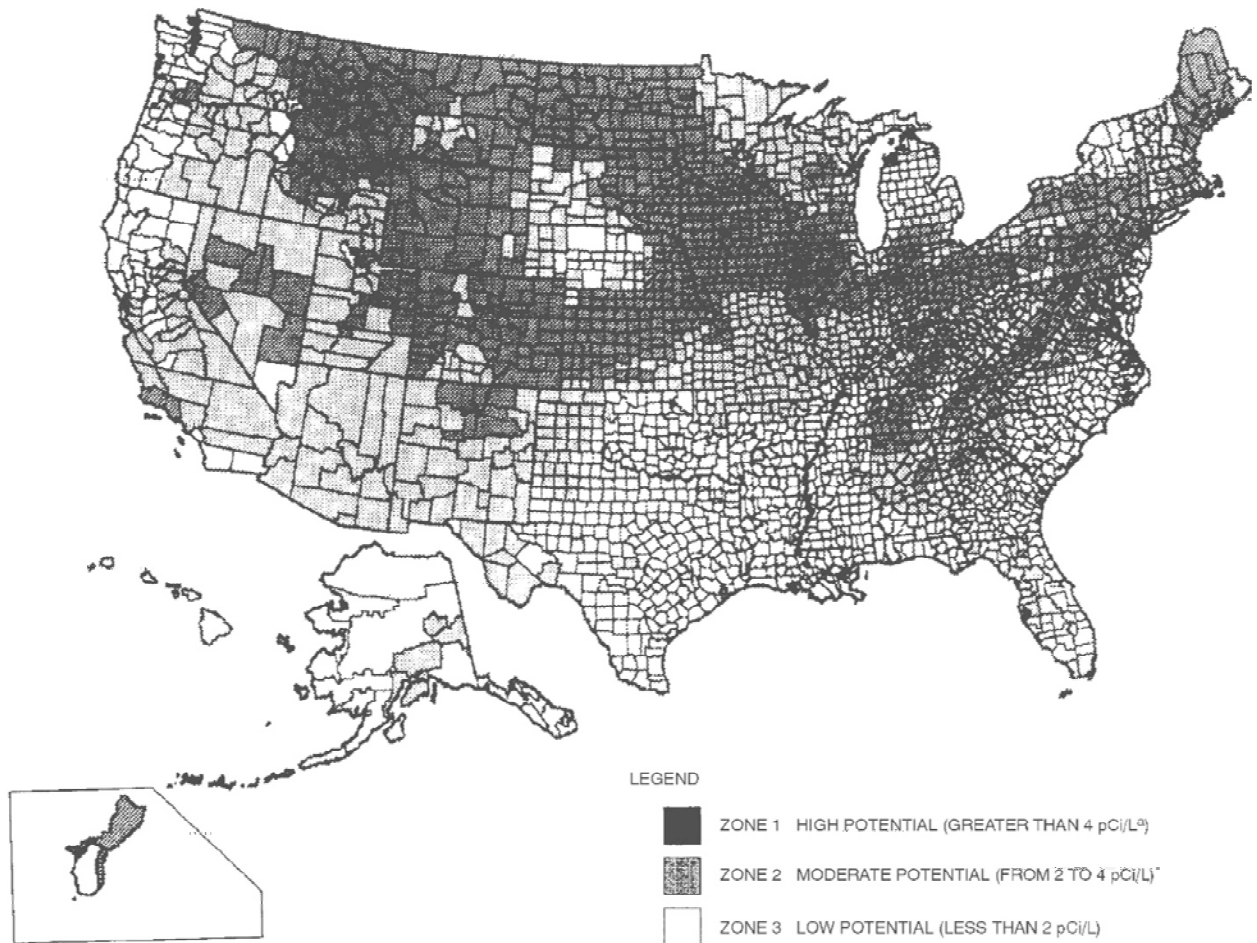 LEGEND
ZONE 1 HIGH POTENTIAL (GREATER THAN 4 pCi/Lª)
ZONE 2 MODERATE POTENTIAL (FROM 2 TO 4 pCi/L)*
ZONE 3 LOW POTENTIAL (LESS THAN 2 pCi/L)